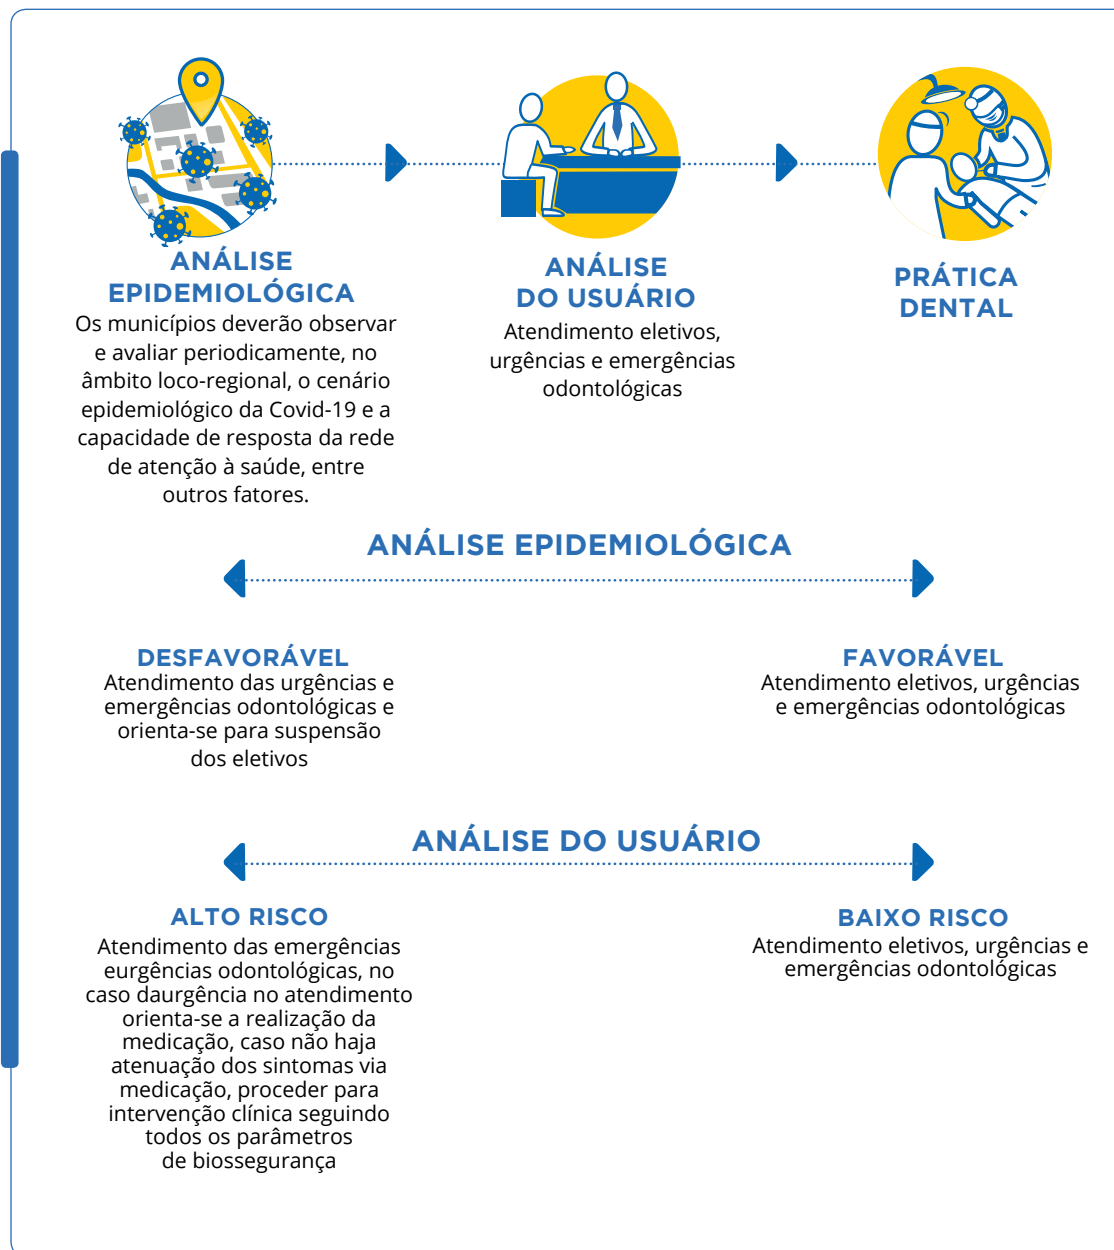 ANÁLISE
EPIDEMIOLÓGICA
Os municípios deverão observar
e avaliar periodicamente, no
âmbito loco-regional, o cenário
epidemiológico da Covid-19 e a
capacidade de resposta da rede
de atenção à saúde, entre
outros fatores.
ANÁLISE
DO USUÁRIO
Atendimento eletivos,
urgências e emergências
odontológicas
PRÁTICA
DENTAL
ANÁLISE EPIDEMIOLÓGICA
DESFAVORÁVEL
Atendimento das urgências e
emergências odontológicas e
orienta-se para suspensão
dos eletivos
FAVORÁVEL
Atendimento eletivos, urgências
e emergências odontológicas
ANÁLISE DO USUÁRIO
ALTO RISCO
Atendimento das emergências
eurgências odontológicas, no
caso daurgência no atendimento
orienta-se a realização da
medicação, caso não haja
atenuação dos sintomas via
medicação, proceder para
intervenção clínica seguindo
todos os parâmetros
de biossegurança
BAIXO RISCO
Atendimento eletivos, urgências e
emergências odontológicas